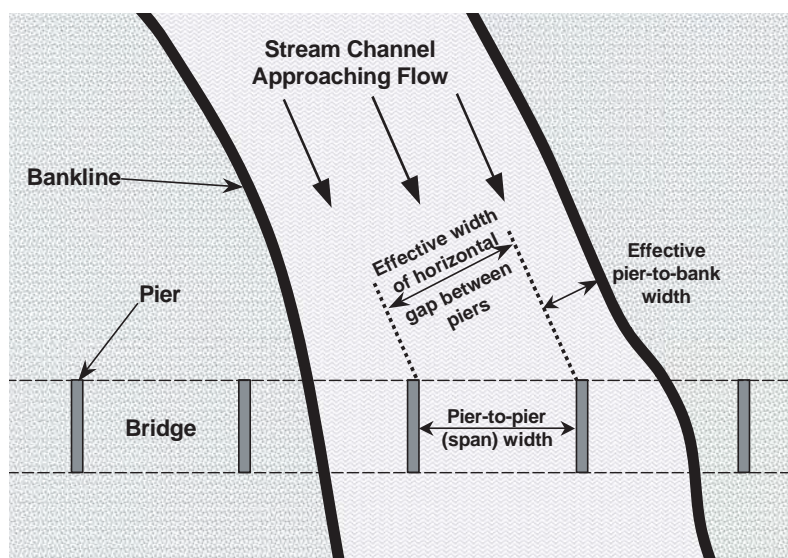 Stream Channel
Approaching Flow
Bankline
Effective width
of horizontal
gap between
piers
Effective
pier-to-bank
width
Pier
Bridge
Pier-to-pier
(span) width